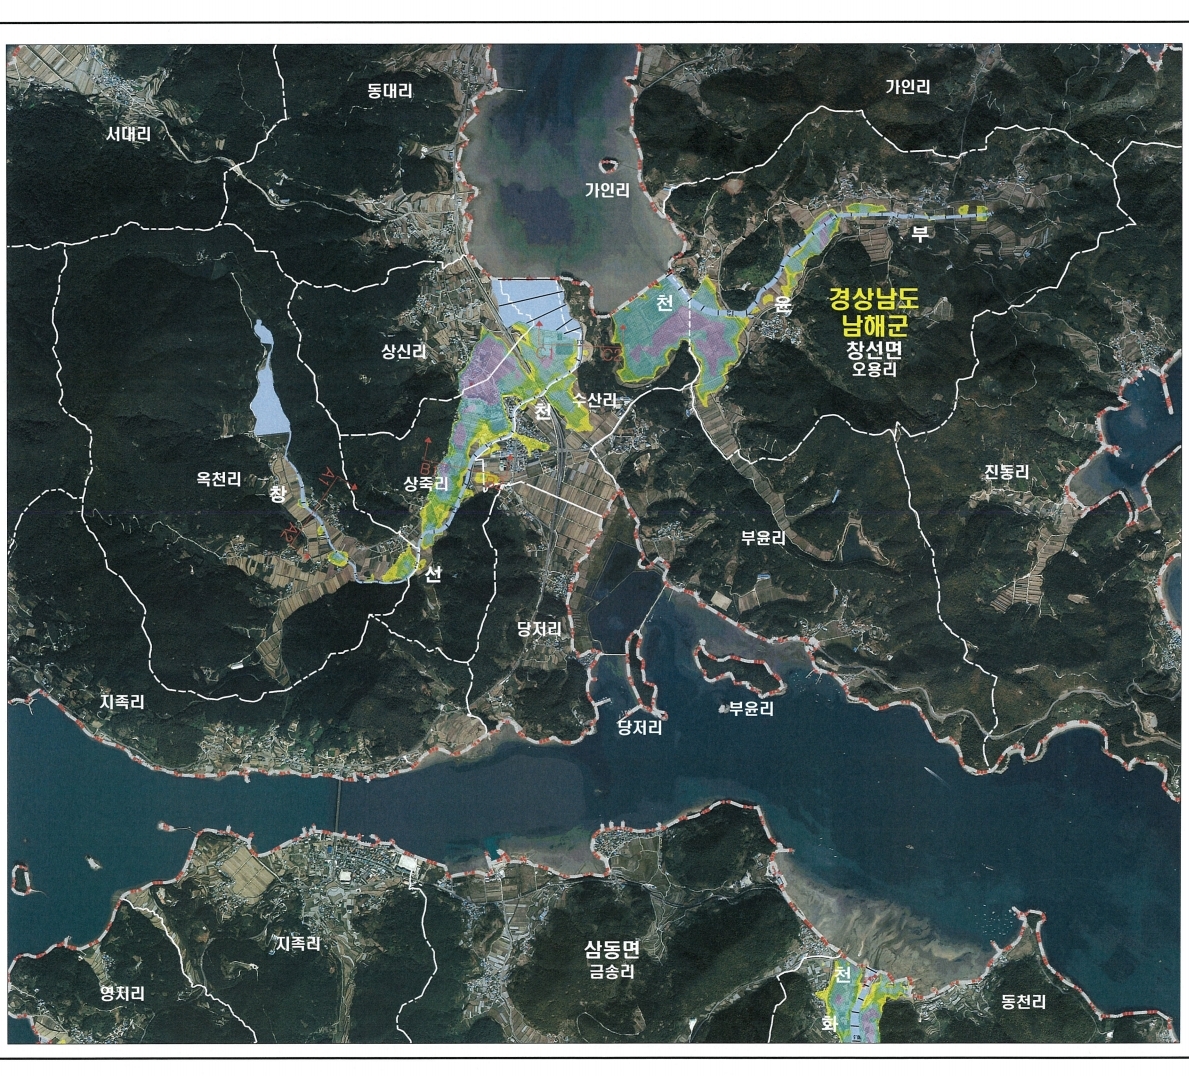 동대리
가인리
서대리
가인리
부
천
윤
경상남도
남해군
창선면
오용리
상신리
C1
수산리
천
B
상죽리
옥천리
창
A1
진동리
부윤리
선
당저리
지족리
부윤리
당저리
지족리
삼동면
금송리
영지리
천
동천리
화